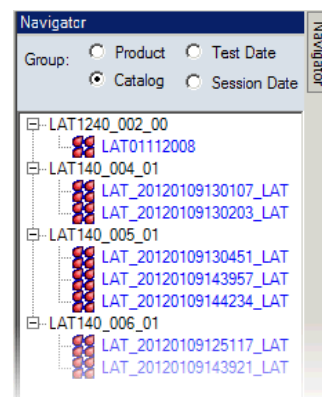 Navigator
Group: Product Test Date
Catalog Session Date
LAT1240_002_00
LAT01112008
LAT140_004_01
LAT_20120109130107_LAT
LAT_20120109130203_LAT
LAT140_005_01
LAT_20120109130451_LAT
LAT_20120109143957_LAT
LAT_20120109144234_LAT
LAT140_006_01
LAT_20120109125117_LAT
LAT_20120109143921_LAT
Navigator